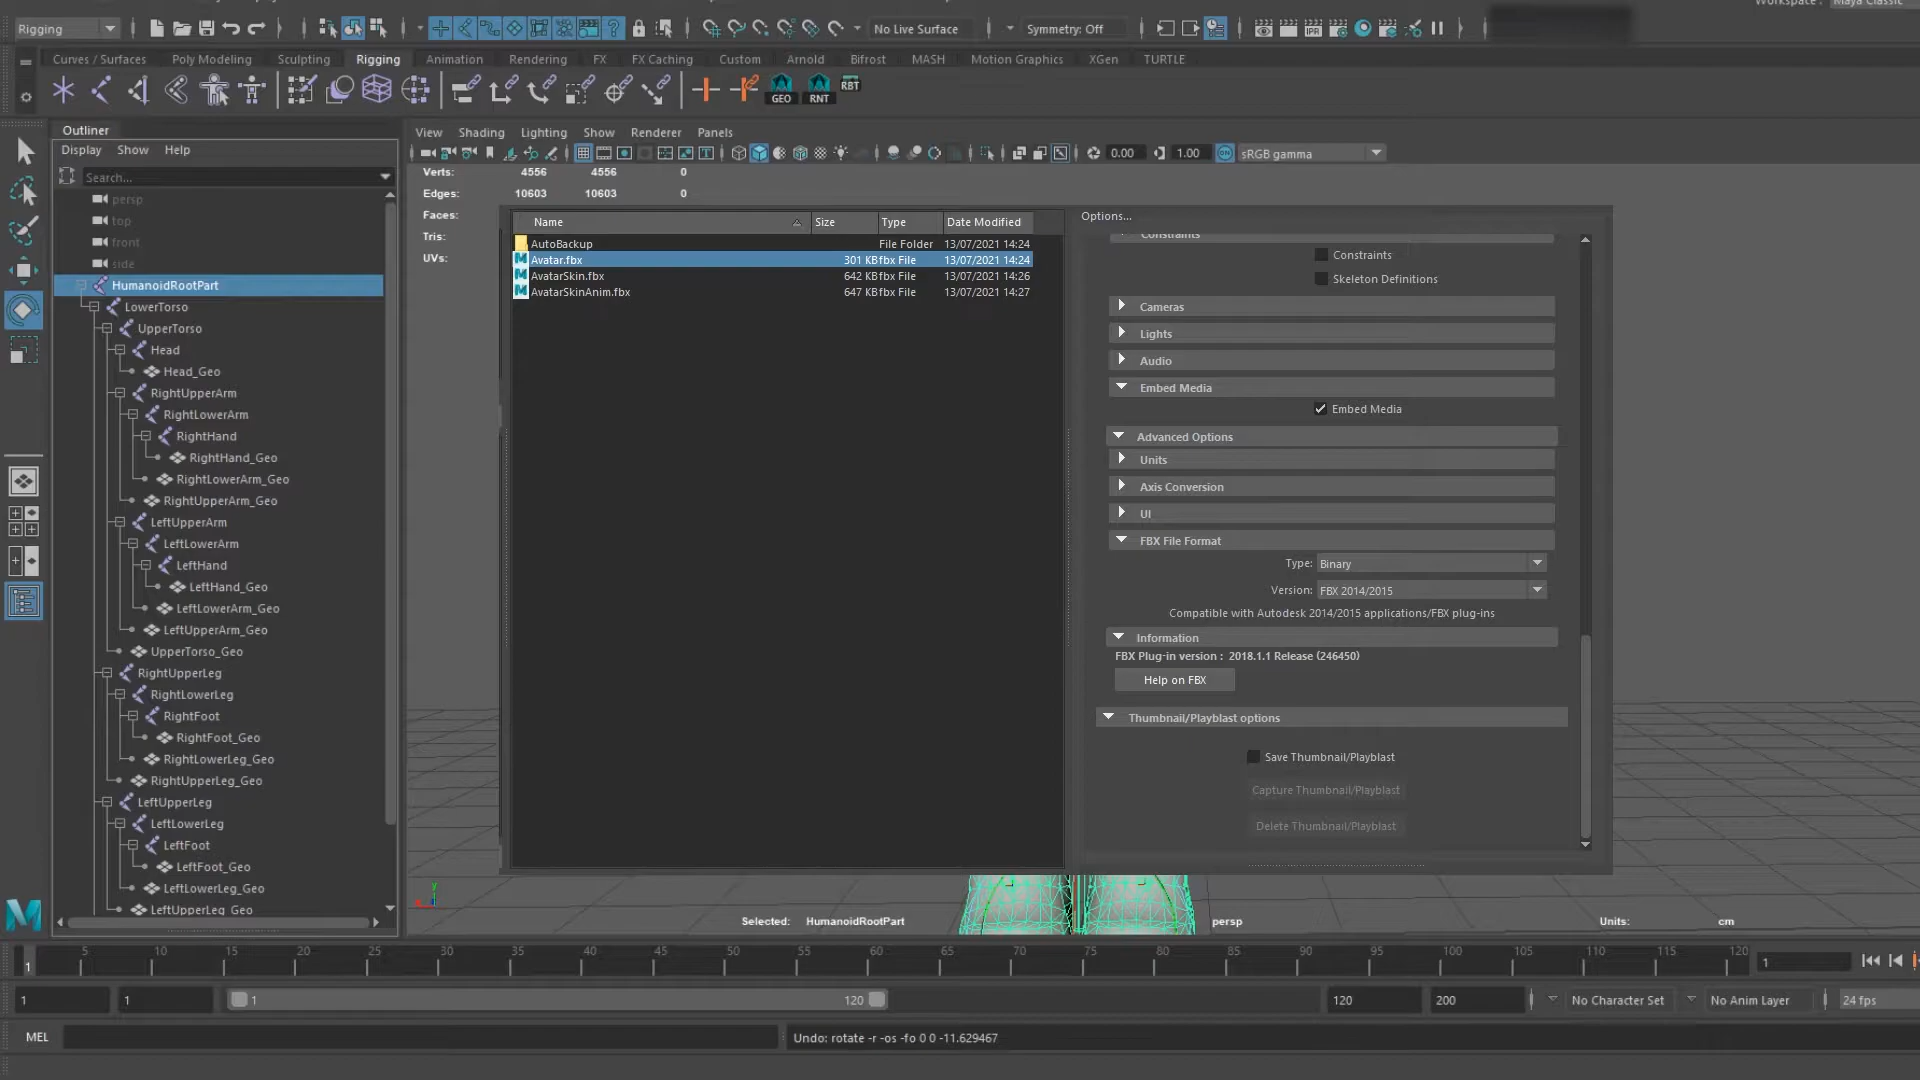 Workspace : Maya Classic
Rigging
No Live Surface
Symmetry: Off
IPR
Curves / Surfaces
Poly Modeling
Sculpting
Rigging
Animation
Rendering
FX
FX Caching
Custom
Arnold
Bifrost
MASH
Motion Graphics
XGen
TURTLE
GEO
RNT
RBT
Outliner
Display
Show
Help
Search...
persp
top
front
side
HumanoidRootPart
LowerTorso
UpperTorso
Head
Head_Geo
RightUpperArm
RightLowerArm
RightHand
RightHand_Geo
RightLowerArm_Geo
RightUpperArm_Geo
LeftUpperArm
LeftLowerArm
LeftHand
LeftHand_Geo
LeftLowerArm_Geo
LeftUpperArm_Geo
UpperTorso_Geo
RightUpperLeg
RightLowerLeg
RightFoot
RightFoot_Geo
RightLowerLeg_Geo
RightUpperLeg_Geo
LeftUpperLeg
LeftLowerLeg
LeftFoot
LeftFoot_Geo
LeftLowerLeg_Geo
LeftUpperLeg_Geo
View
Shading
Lighting
Show
Renderer
Panels
0.00
1.00
ON
sRGB gamma
Verts: 4556 4556 0
Edges: 10603 10603 0
Faces:
Tris:
UVs:
Name
Size
Type
Date Modified
AutoBackup File Folder 13/07/2021 14:24
Avatar.fbx 301 KB fbx File 13/07/2021 14:24
AvatarSkin.fbx 642 KB fbx File 13/07/2021 14:26
AvatarSkinAnim.fbx 647 KB fbx File 13/07/2021 14:27
Options...
Constraints
Constraints
Skeleton Definitions
Cameras
Lights
Audio
Embed Media
Embed Media
Advanced Options
Units
Axis Conversion
UI
FBX File Format
Type: Binary
Version: FBX 2014/2015
Compatible with Autodesk 2014/2015 applications/FBX plug-ins
Information
FBX Plug-in version : 2018.1.1 Release (246450)
Help on FBX
Thumbnail/Playblast options
Save Thumbnail/Playblast
Capture Thumbnail/Playblast
Delete Thumbnail/Playblast
Selected: HumanoidRootPart
persp
Units: cm
1 5 10 15 20 25 30 35 40 45 50 55 60 65 70 75 80 85 90 95 100 105 110 115 120
1
1
1
1
120
120
200
No Character Set
No Anim Layer
24 fps
MEL
Undo: rotate -r -os -fo 0 0 -11.629467